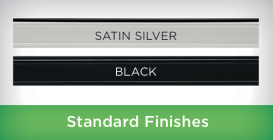 SATIN SILVER
BLACK
Standard Finishes